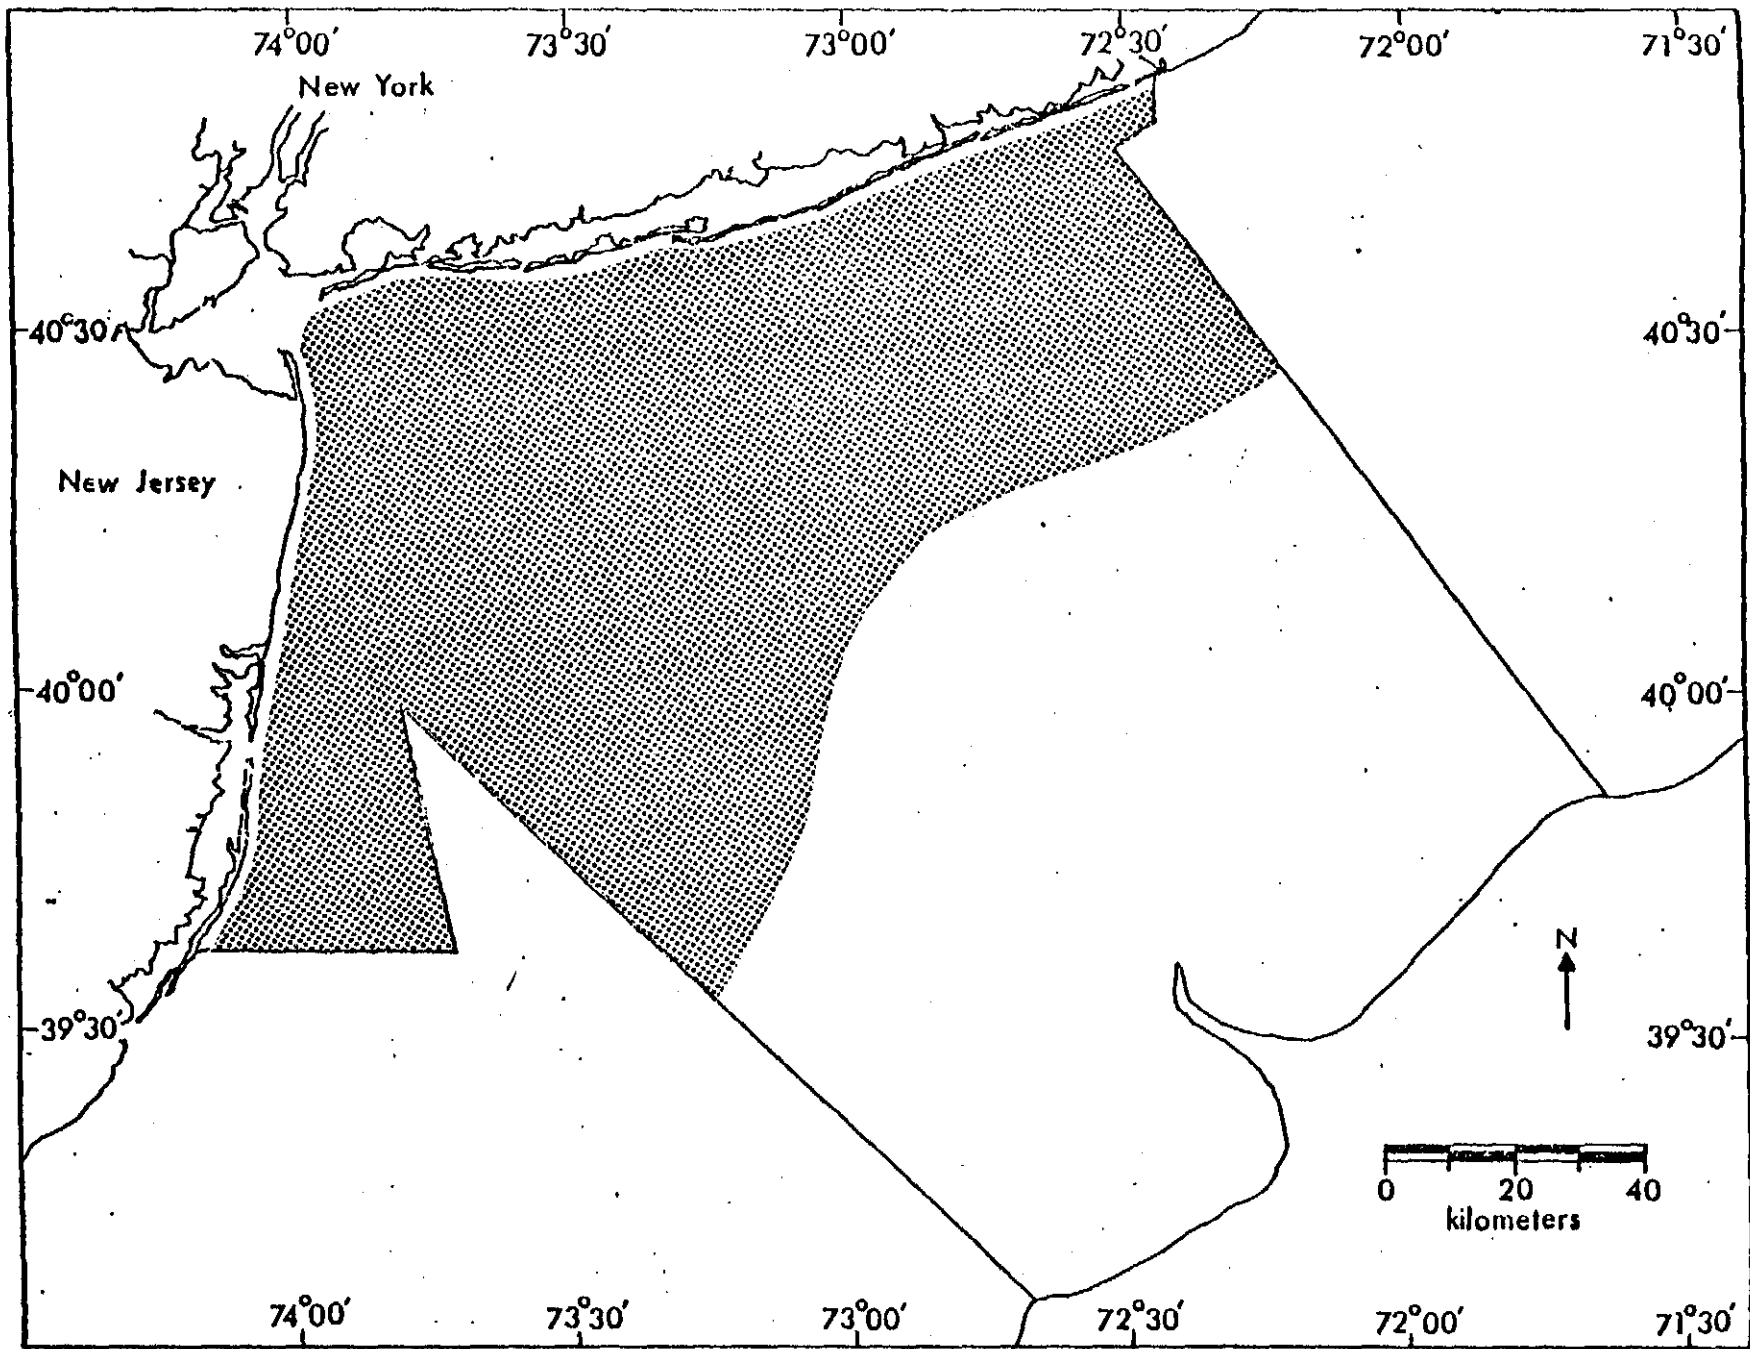 74°00′ 73°30′ 73°00′ 72°30′ 72°00′ 71°30′
New York
40°30′ 40°30′
New Jersey
40°00′ 40°00′
N
39°30′ 39°30′
0 20 40
kilometers
74°00′ 73°30′ 73°00′ 72°30′ 72°00′ 71°30′